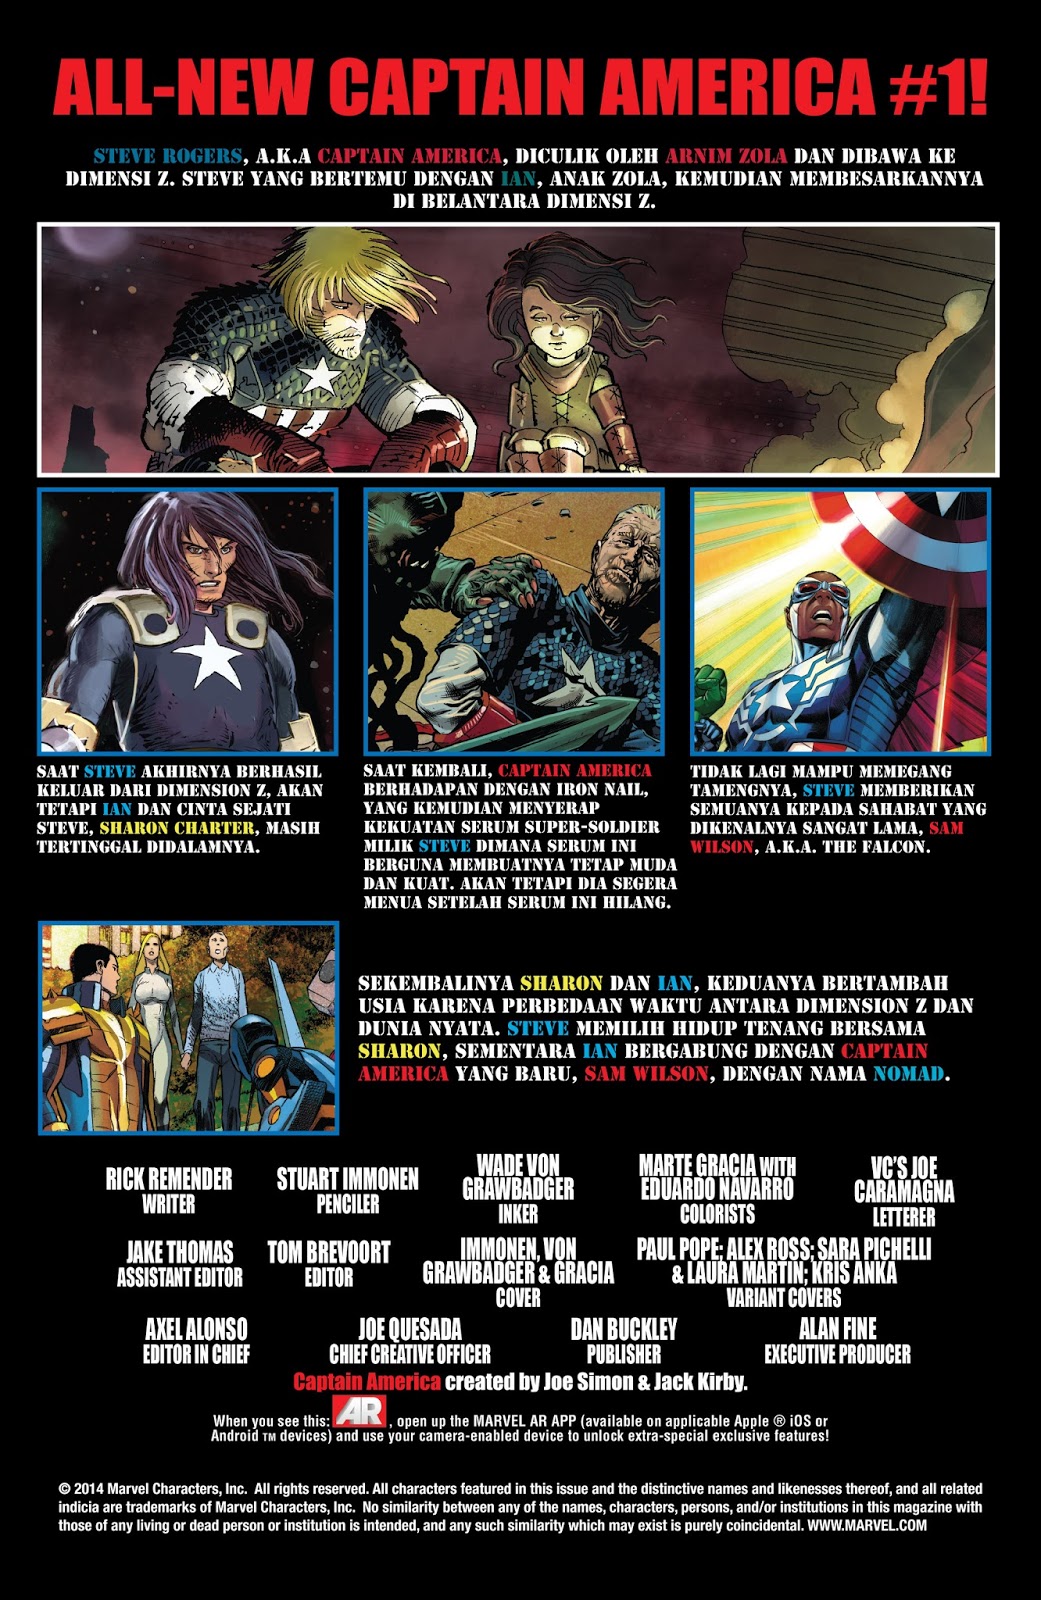 ALL-NEW CAPTAIN AMERICA #1!
STEVE ROGERS, A.K.A CAPTAIN AMERICA, DICULIK OLEH ARNIM ZOLA DAN DIBAWA KE
DIMENSI Z. STEVE YANG BERTEMU DENGAN IAN, ANAK ZOLA, KEMUDIAN MEMBESARKANNYA
DI BELANTARA DIMENSI Z.
SAAT STEVE AKHIRNYA BERHASIL
KELUAR DARI DIMENSION Z, AKAN
TETAPI IAN DAN CINTA SEJATI
STEVE, SHARON CHARTER, MASIH
TERTINGGAL DIDALAMNYA.
SAAT KEMBALI, CAPTAIN AMERICA
BERHADAPAN DENGAN IRON NAIL,
YANG KEMUDIAN MENYERAP
KEKUATAN SERUM SUPER-SOLDIER
MILIK STEVE DIMANA SERUM INI
BERGUNA MEMBUATNYA TETAP MUDA
DAN KUAT. AKAN TETAPI DIA SEGERA
MENUA SETELAH SERUM INI HILANG.
TIDAK LAGI MAMPU MEMEGANG
TAMENGNYA, STEVE MEMBERIKAN
SEMUANYA KEPADA SAHABAT YANG
DIKENALNYA SANGAT LAMA, SAM
WILSON, A.K.A. THE FALCON.
SEKEMBALINYA SHARON DAN IAN, KEDUANYA BERTAMBAH
USIA KARENA PERBEDAAN WAKTU ANTARA DIMENSION Z DAN
DUNIA NYATA. STEVE MEMILIH HIDUP TENANG BERSAMA
SHARON, SEMENTARA IAN BERGABUNG DENGAN CAPTAIN
AMERICA YANG BARU, SAM WILSON, DENGAN NAMA NOMAD.
RICK REMENDER
WRITER
STUART IMMONEN
PENCILER
WADE VON
GRAWBADGER
INKER
MARTE GRACIA WITH
EDUARDO NAVARRO
COLORISTS
VC'S JOE
CARAMAGNA
LETTERER
JAKE THOMAS
ASSISTANT EDITOR
TOM BREVOORT
EDITOR
IMMONEN, VON
GRAWBADGER & GRACIA
COVER
PAUL POPE; ALEX ROSS; SARA PICHELLI
& LAURA MARTIN; KRIS ANKA
VARIANT COVERS
AXEL ALONSO
EDITOR IN CHIEF
JOE QUESADA
CHIEF CREATIVE OFFICER
DAN BUCKLEY
PUBLISHER
ALAN FINE
EXECUTIVE PRODUCER
Captain America created by Joe Simon & Jack Kirby.
When you see this: AR , open up the MARVEL AR APP (available on applicable Apple ® iOS or
Android TM devices) and use your camera-enabled device to unlock extra-special exclusive features!
© 2014 Marvel Characters, Inc. All rights reserved. All characters featured in this issue and the distinctive names and likenesses thereof, and all related
indicia are trademarks of Marvel Characters, Inc. No similarity between any of the names, characters, persons, and/or institutions in this magazine with
those of any living or dead person or institution is intended, and any such similarity which may exist is purely coincidental. WWW.MARVEL.COM